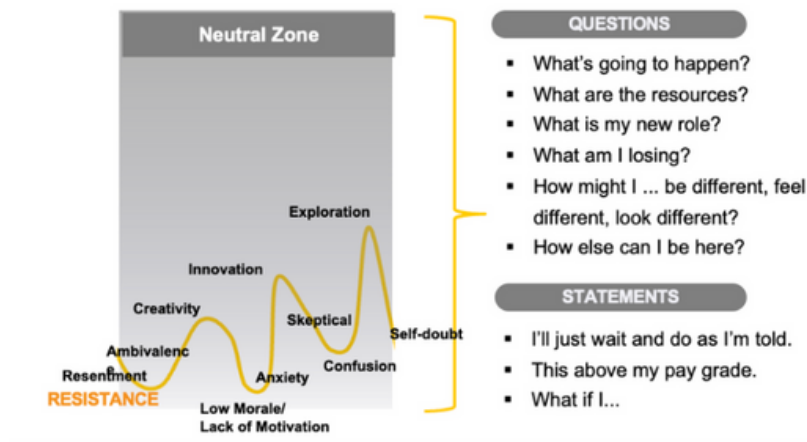 Neutral Zone
Exploration
Innovation
Creativity
Skeptical
Self-doubt
Ambivalenc
e
Resentment
Anxiety
Confusion
RESISTANCE
Low Morale/
Lack of Motivation
QUESTIONS
▪ What's going to happen?
▪ What are the resources?
▪ What is my new role?
▪ What am I losing?
▪ How might I ... be different, feel
different, look different?
▪ How else can I be here?
STATEMENTS
▪ I'll just wait and do as I'm told.
▪ This above my pay grade.
▪ What if I...